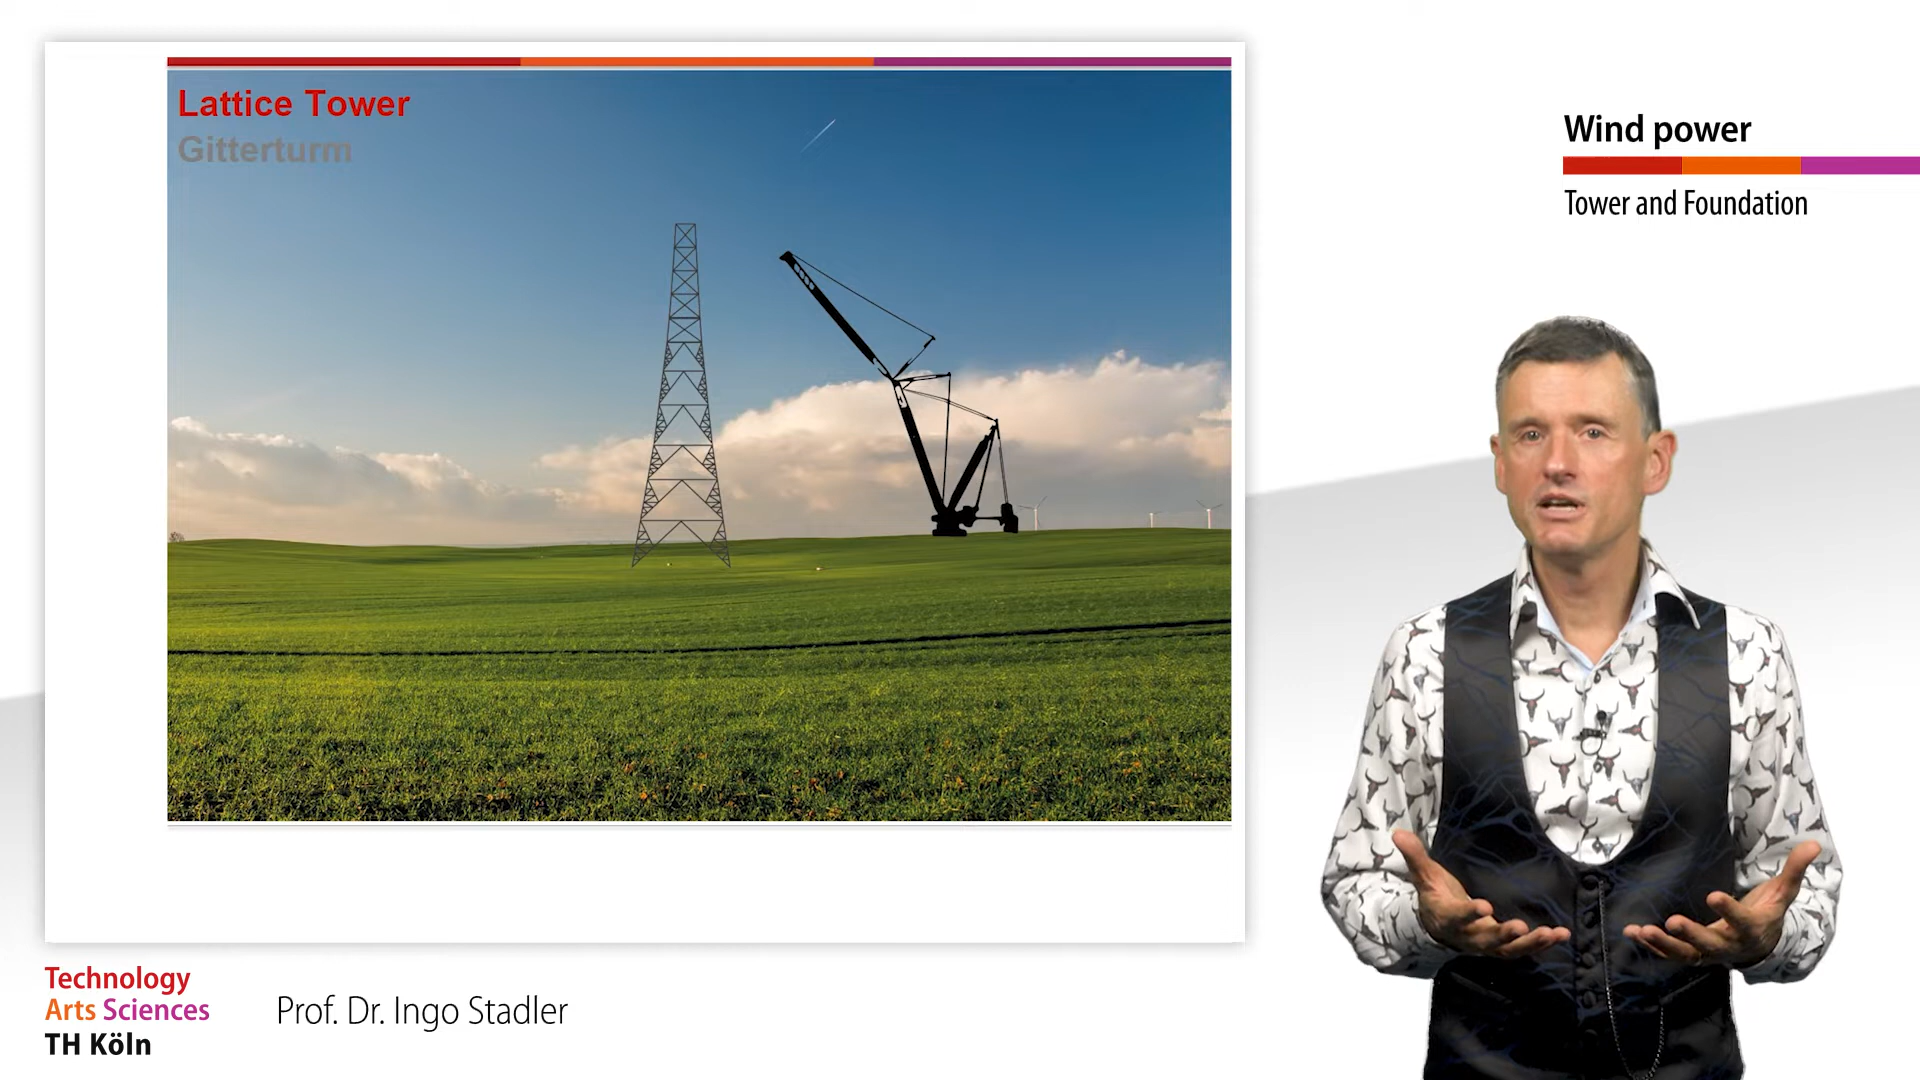 Lattice Tower
Gitterturm
Wind power
Tower and Foundation
Technology
Arts Sciences
TH Köln
Prof. Dr. Ingo Stadler